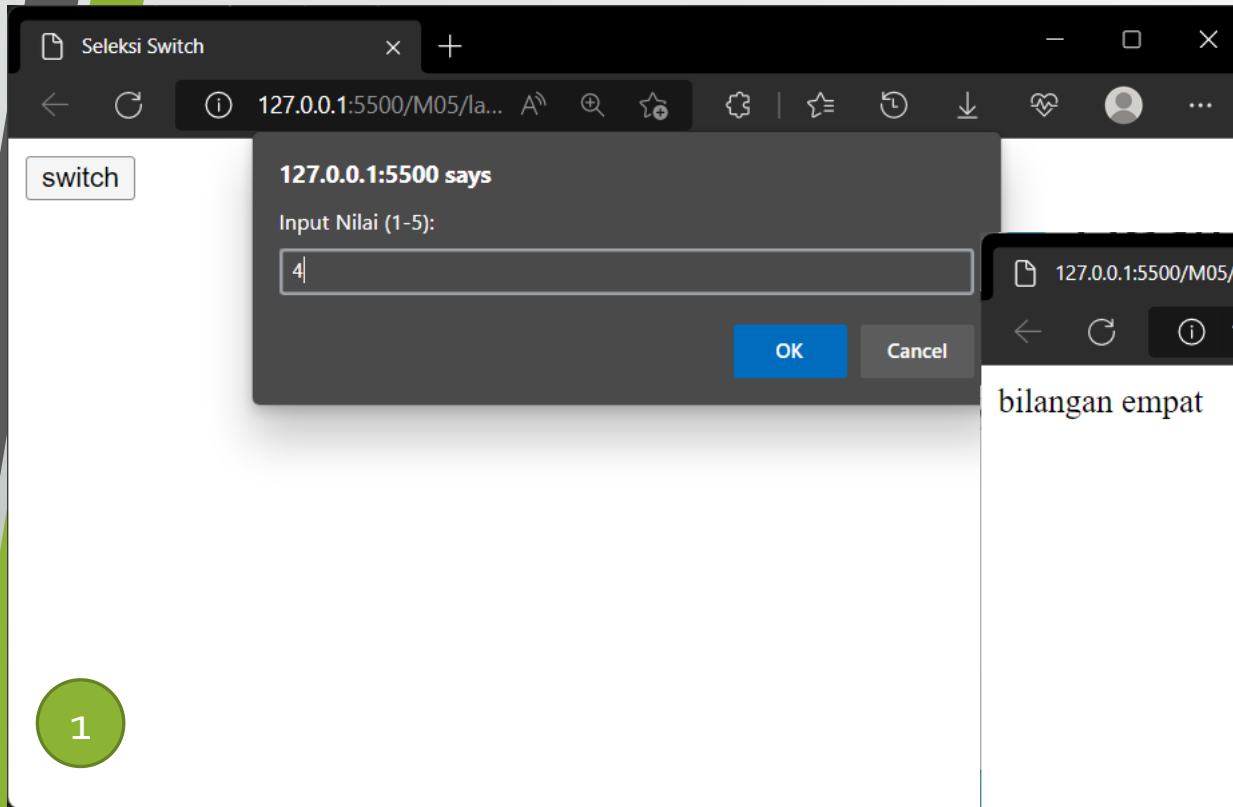 Seleksi Switch
127.0.0.1:5500/M05/la...
switch
127.0.0.1:5500 says
Input Nilai (1-5):
4
OK
Cancel
127.0.0.1:5500/M05/
bilangan empat
1